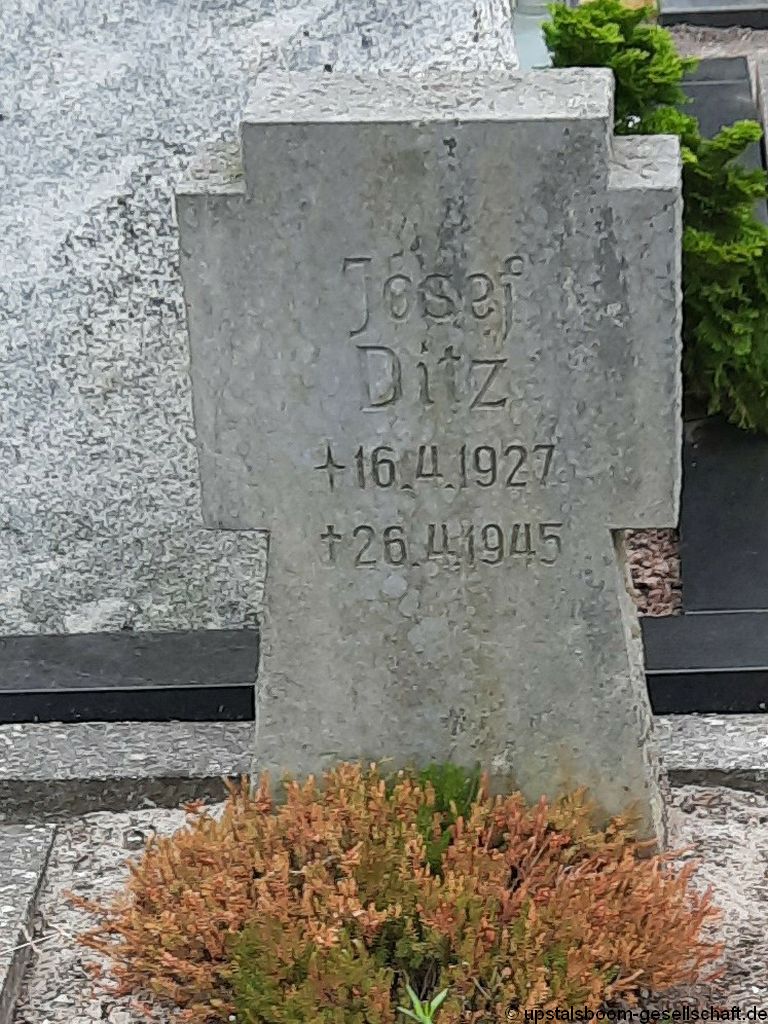 Josef
Ditz
✶16.4.1927
†26.4.1945
© upstalsboom-gesellschaft.de